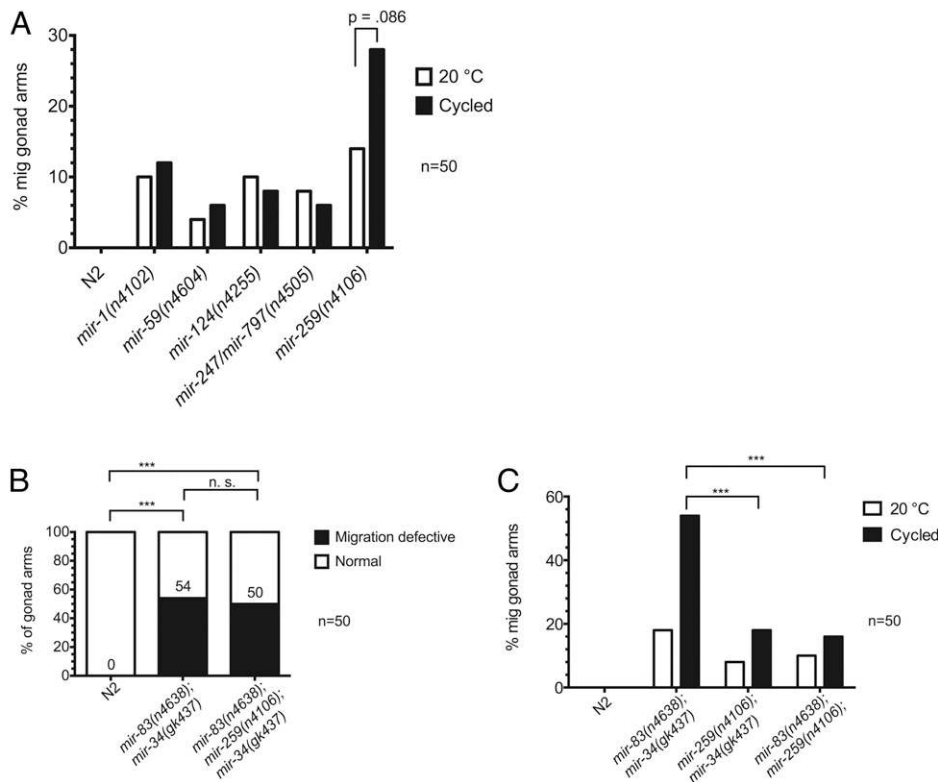 A
p = .086
% mig gonad arms
30
20
10
0
20 °C
Cycled
n=50
N2
mir-1(n4102)
mir-59(n4604)
mir-124(n4255)
mir-247/mir-797(n4505)
mir-259(n4106)
B
***
n. s.
***
% of gonad arms
100
80
60
40
20
0
0
54
50
Migration defective
Normal
n=50
N2
mir-83(n4638);
mir-34(gk437)
mir-83(n4638);
mir-259(n4106);
mir-34(gk437)
C
***
***
% mig gonad arms
60
40
20
0
20 °C
Cycled
n=50
N2
mir-83(n4638);
mir-34(gk437)
mir-259(n4106);
mir-34(gk437)
mir-83(n4638);
mir-259(n4106);